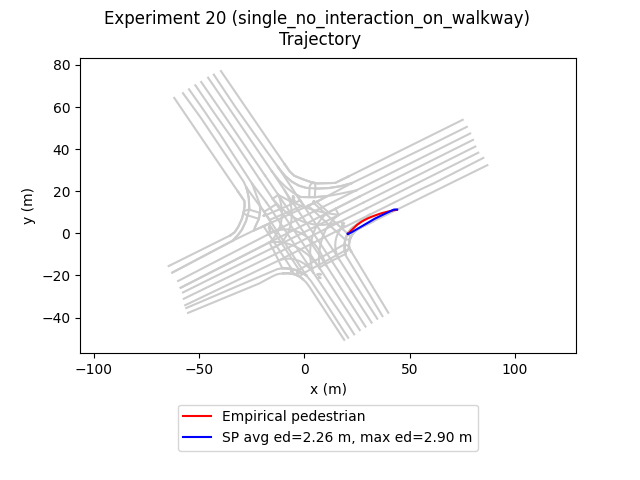 Experiment 20 (single_no_interaction_on_walkway)
Trajectory
80
60
40
20
0
−20
−40
y (m)
−100
−50
0
50
100
x (m)
Empirical pedestrian
SP avg ed=2.26 m, max ed=2.90 m